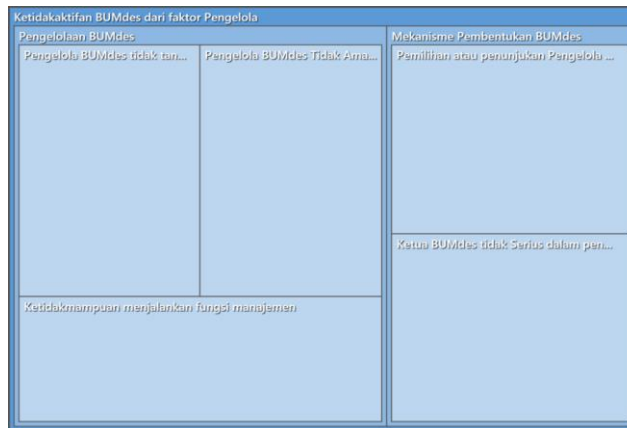 Ketidakaktifan BUMdes dari faktor Pengelola
Pengelolaan BUMdes
Mekanisme Pembentukan BUMdes
Pengelola BUMdes tidak tan...
Pengelola BUMdes Tidak Ama...
Pemilihan atau penunjukan Pengelola ...
Ketua BUMdes tidak Serius dalam pen...
Ketidakmampuan menjalankan fungsi manajemen